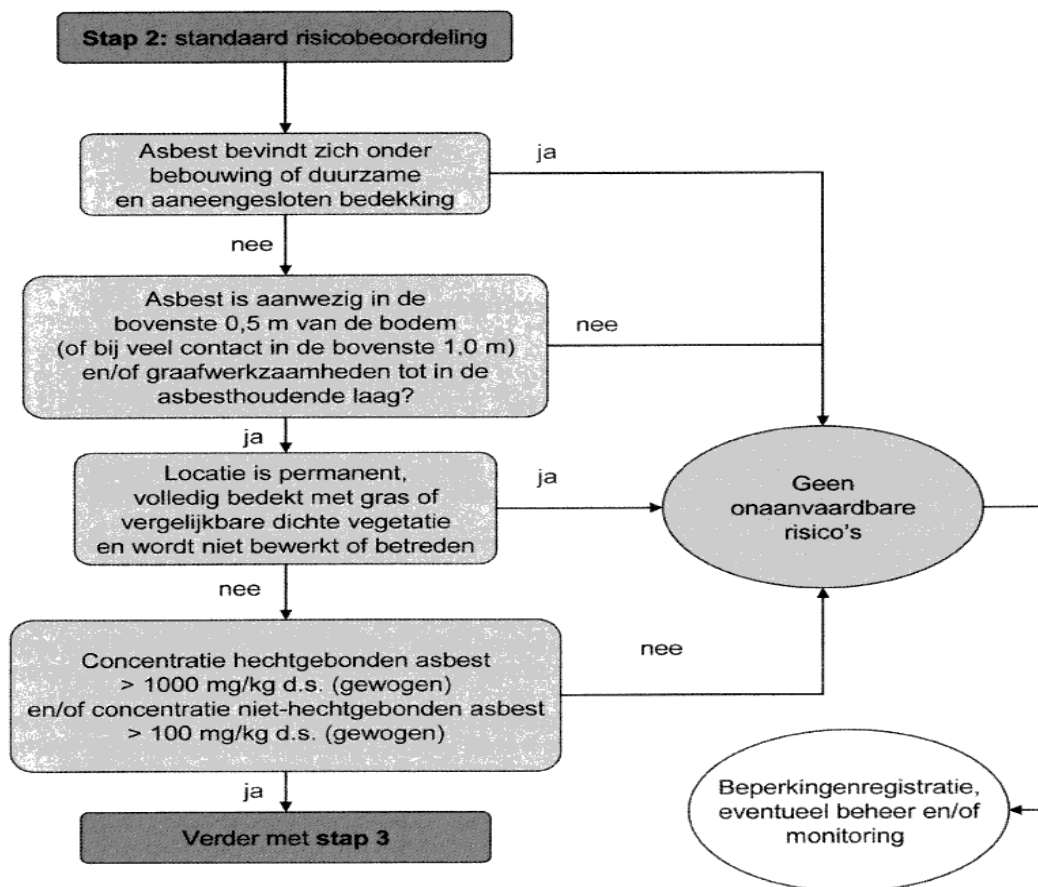 Stap 2: standaard risicobeoordeling
Asbest bevindt zich onder
bebouwing of duurzame
en aaneengesloten bedekking
ja
nee
Asbest is aanwezig in de
bovenste 0,5 m van de bodem
(of bij veel contact in de bovenste 1,0 m)
en/of graafwerkzaamheden tot in de
asbesthoudende laag?
nee
ja
Locatie is permanent,
volledig bedekt met gras of
vergelijkbare dichte vegetatie
en wordt niet bewerkt of betreden
ja
Geen
onaanvaardbare
risico's
nee
Concentratie hechtgebonden asbest
> 1000 mg/kg d.s. (gewogen)
en/of concentratie niet-hechtgebonden asbest
> 100 mg/kg d.s. (gewogen)
nee
ja
Verder met stap 3
Beperkingenregistratie,
eventueel beheer en/of
monitoring